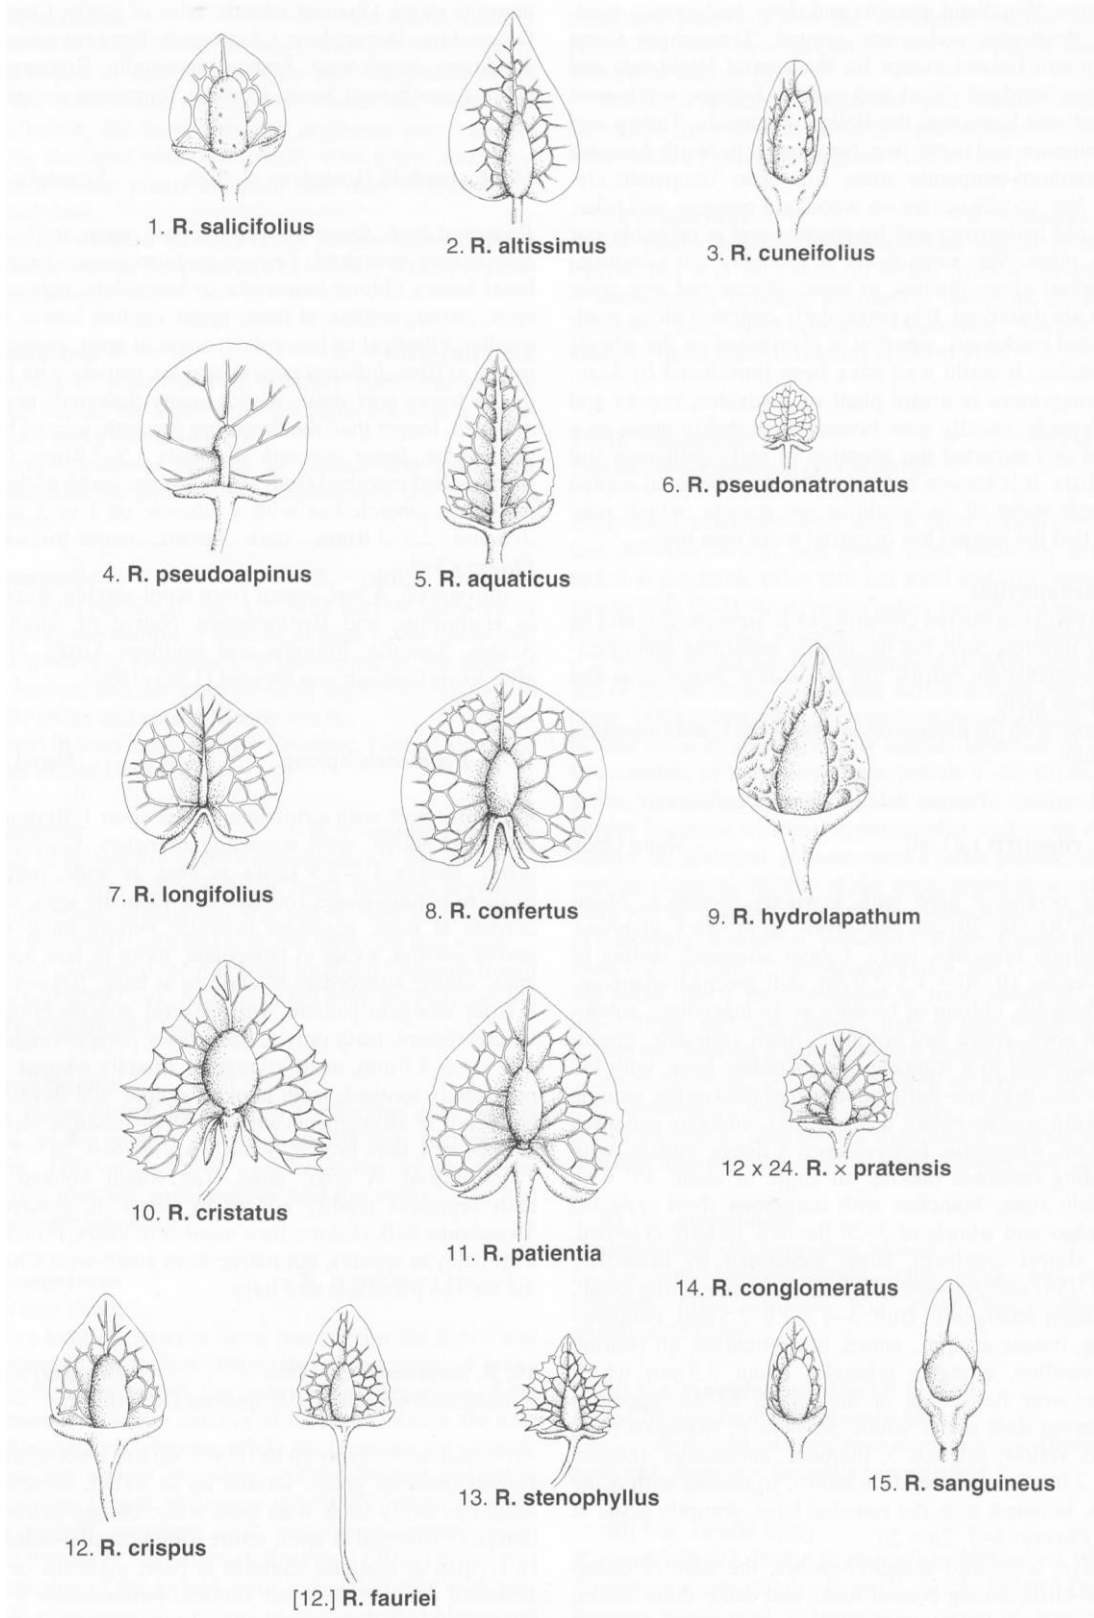 1. R. salicifolius
2. R. altissimus
3. R. cuneifolius
4. R. pseudoalpinus
5. R. aquaticus
6. R. pseudonatronatus
7. R. longifolius
8. R. confertus
9. R. hydrolapathum
10. R. cristatus
11. R. patientia
12 x 24. R. × pratensis
12. R. crispus
[12.] R. fauriei
13. R. stenophyllus
14. R. conglomeratus
15. R. sanguineus